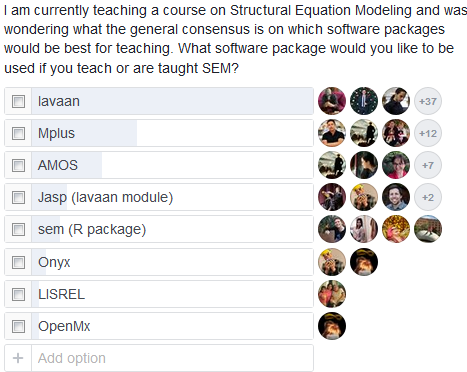 I am currently teaching a course on Structural Equation Modeling and was
wondering what the general consensus is on which software packages
would be best for teaching. What software package would you like to be
used if you teach or are taught SEM?
lavaan
+37
Mplus
+12
AMOS
+7
Jasp (lavaan module)
+2
sem (R package)
Onyx
LISREL
OpenMx
+ Add option